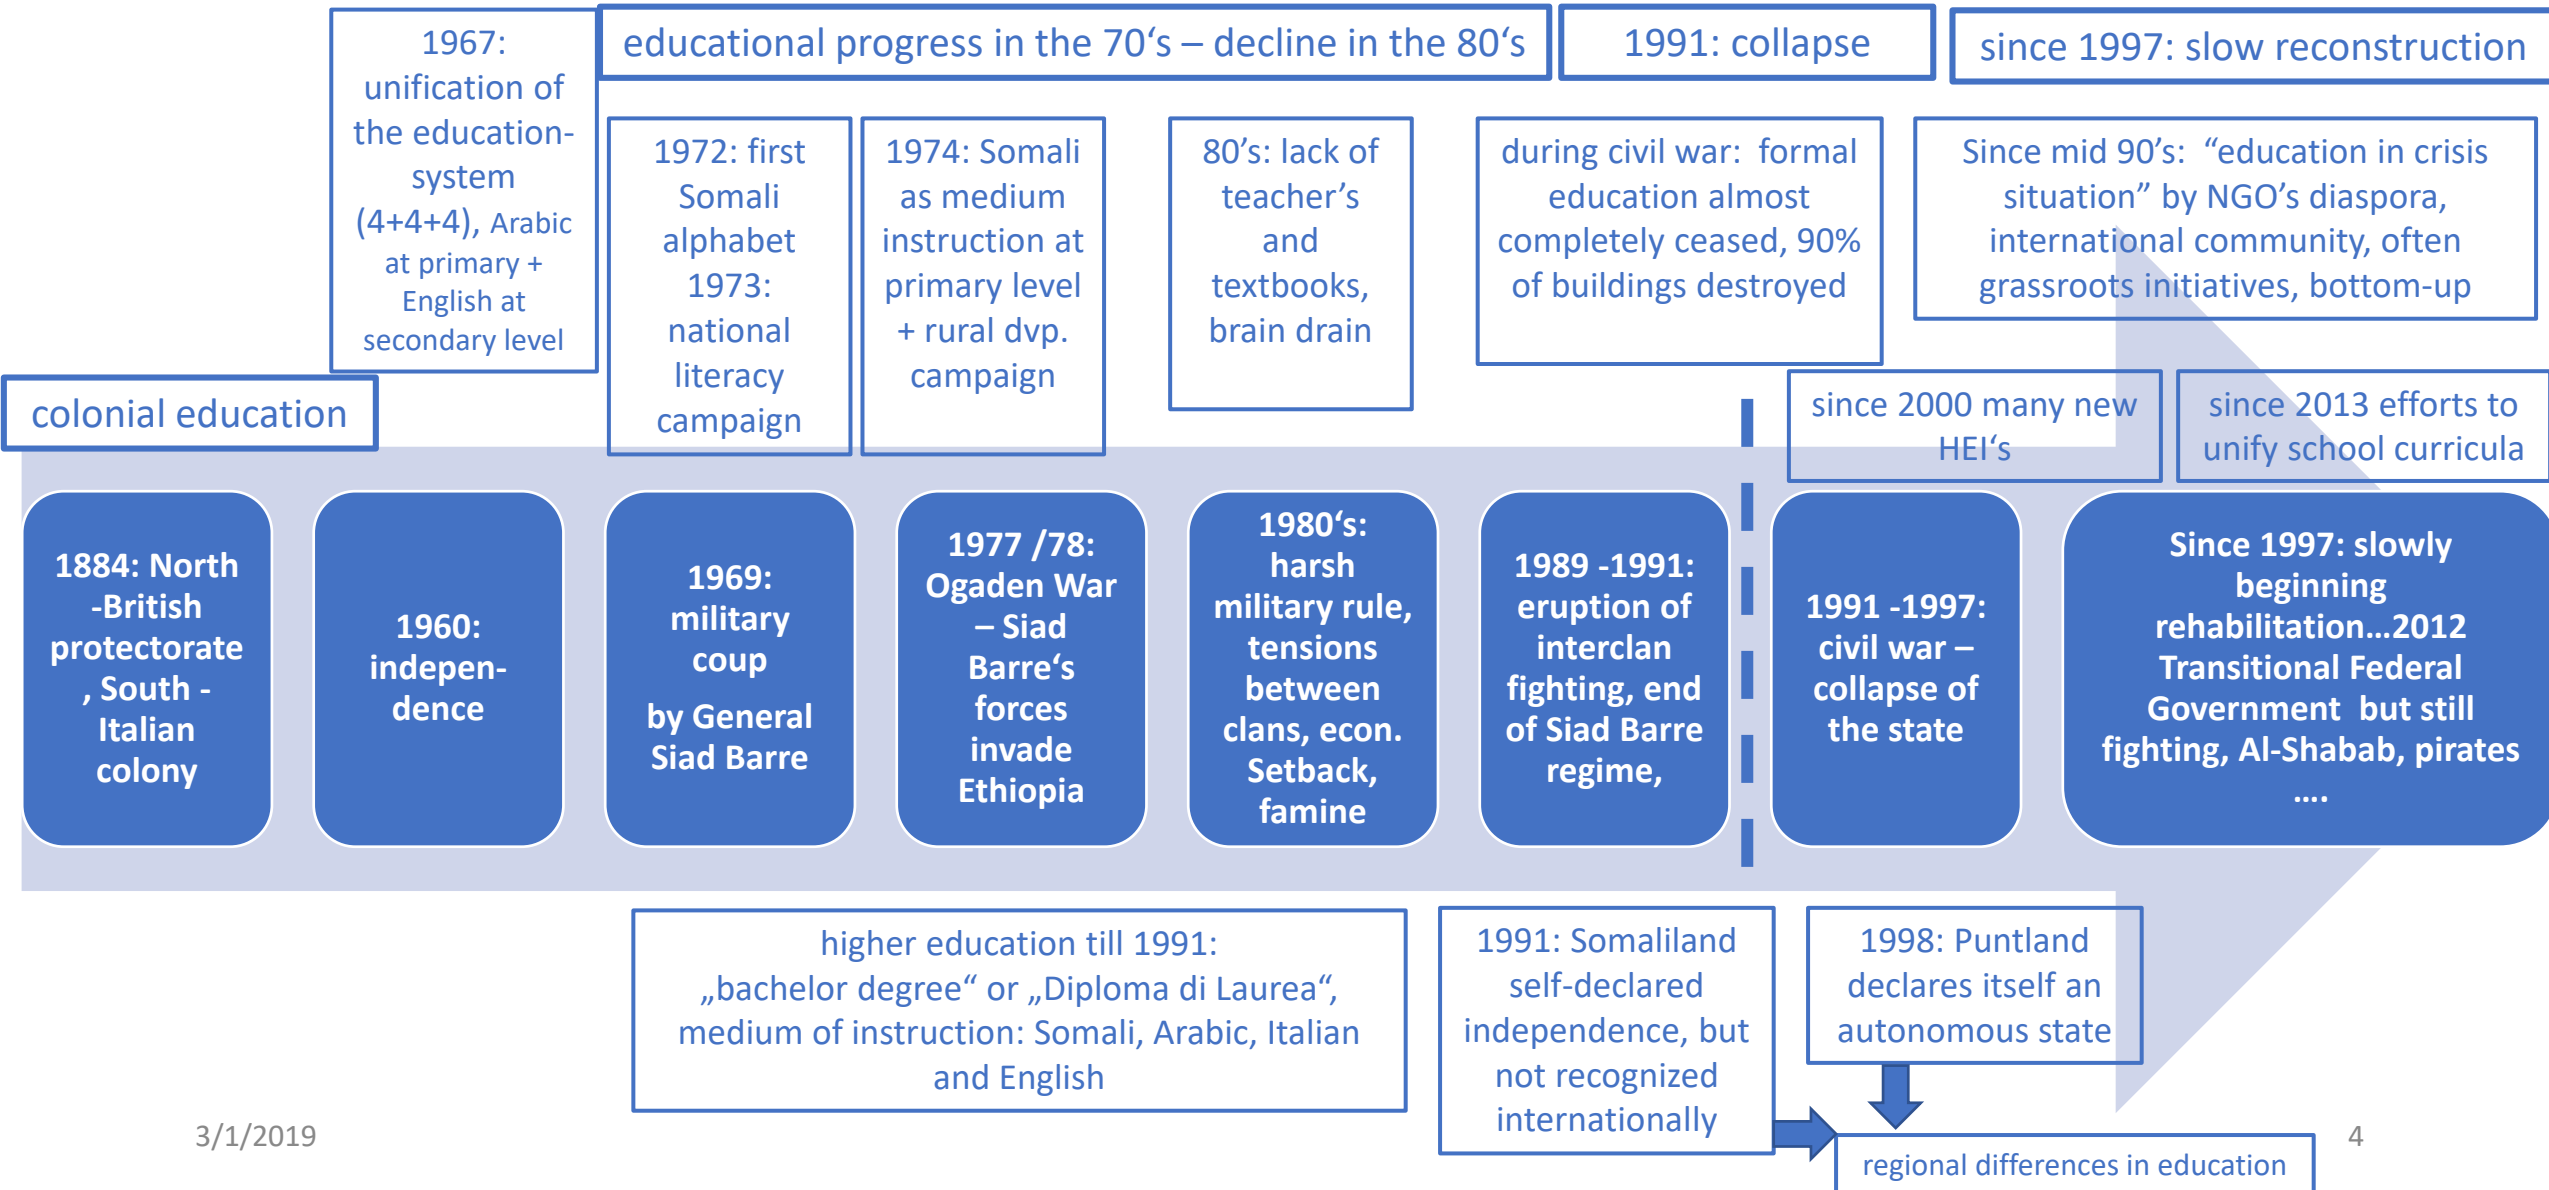 1967:
unification of
the education-
system
(4+4+4), Arabic
at primary +
English at
secondary level
educational progress in the 70‘s – decline in the 80‘s
1991: collapse
since 1997: slow reconstruction
1972: first
Somali
alphabet
1973:
national
literacy
campaign
1974: Somali
as medium
instruction at
primary level
+ rural dvp.
campaign
80’s: lack of
teacher’s
and
textbooks,
brain drain
during civil war: formal
education almost
completely ceased, 90%
of buildings destroyed
Since mid 90’s: “education in crisis
situation” by NGO’s diaspora,
international community, often
grassroots initiatives, bottom-up
colonial education
since 2000 many new
HEI‘s
since 2013 efforts to
unify school curricula
1884: North
-British
protectorate
, South -
Italian
colony
1960:
indepen-
dence
1969:
military
coup
by General
Siad Barre
1977 /78:
Ogaden War
– Siad
Barre‘s
forces
invade
Ethiopia
1980‘s:
harsh
military rule,
tensions
between
clans, econ.
Setback,
famine
1989 -1991:
eruption of
interclan
fighting, end
of Siad Barre
regime,
1991 -1997:
civil war –
collapse of
the state
Since 1997: slowly
beginning
rehabilitation…2012
Transitional Federal
Government but still
fighting, Al-Shabab, pirates
….
higher education till 1991:
„bachelor degree“ or „Diploma di Laurea“,
medium of instruction: Somali, Arabic, Italian
and English
1991: Somaliland
self-declared
independence, but
not recognized
internationally
1998: Puntland
declares itself an
autonomous state
regional differences in education
3/1/2019
4